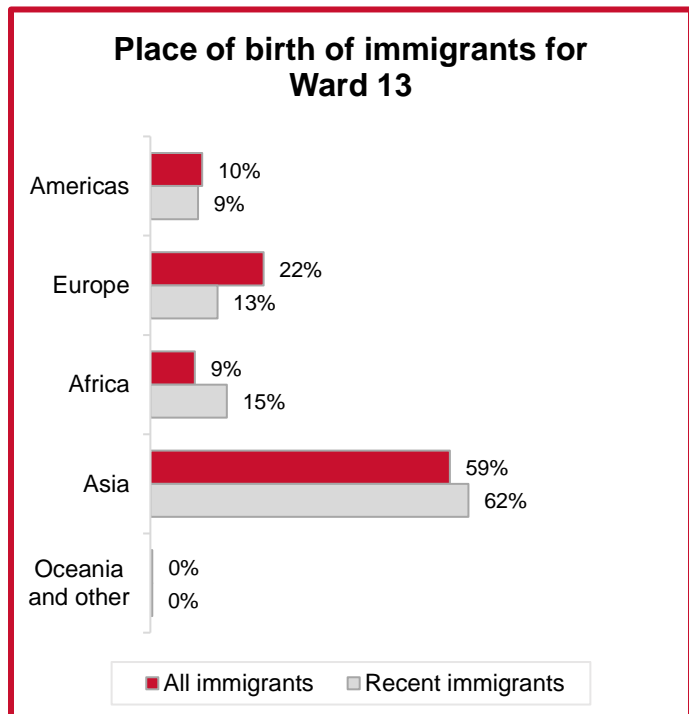 Place of birth of immigrants for
Ward 13
Americas
10%
9%
Europe
22%
13%
Africa
9%
15%
Asia
59%
62%
Oceania
and other
0%
0%
All immigrants
Recent immigrants